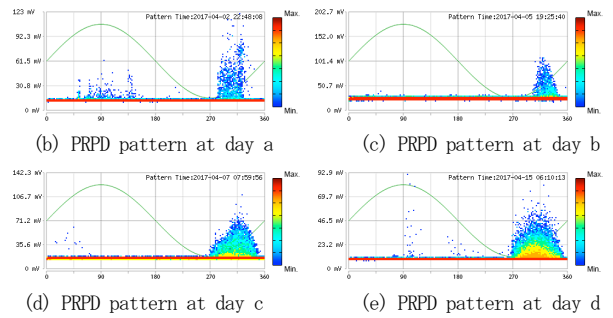 Pattern Time:2017-04-02 22:48:08
123 mV
92.3 mV
61.5 mV
30.8 mV
0 mV
0
90
180
270
360
Max.
Min.
(b) PRPD pattern at day a
Pattern Time:2017-04-05 19:25:40
202.7 mV
152 mV
101.4 mV
50.7 mV
0 mV
0
90
180
270
360
Max.
Min.
(c) PRPD pattern at day b
Pattern Time:2017-04-07 07:59:56
142.3 mV
106.7 mV
71.2 mV
35.6 mV
0 mV
0
90
180
270
360
Max.
Min.
(d) PRPD pattern at day c
Pattern Time:2017-04-15 06:10:13
92.9 mV
69.7 mV
46.5 mV
23.2 mV
0 mV
0
90
180
270
360
Max.
Min.
(e) PRPD pattern at day d